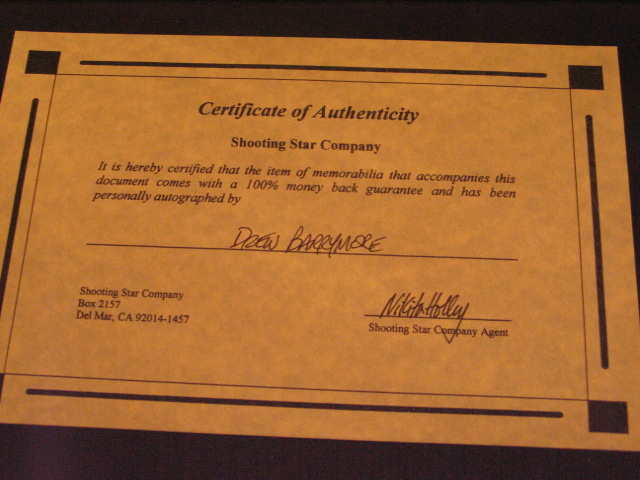 Certificate of Authenticity
Shooting Star Company
It is hereby certified that the item of memorabilia that accompanies this
document comes with a 100% money back guarantee and has been
personally autographed by
DREW BARRYMORE
Shooting Star Company
Box 2157
Del Mar, CA 92014-1457
Nikita Holley
Shooting Star Company Agent